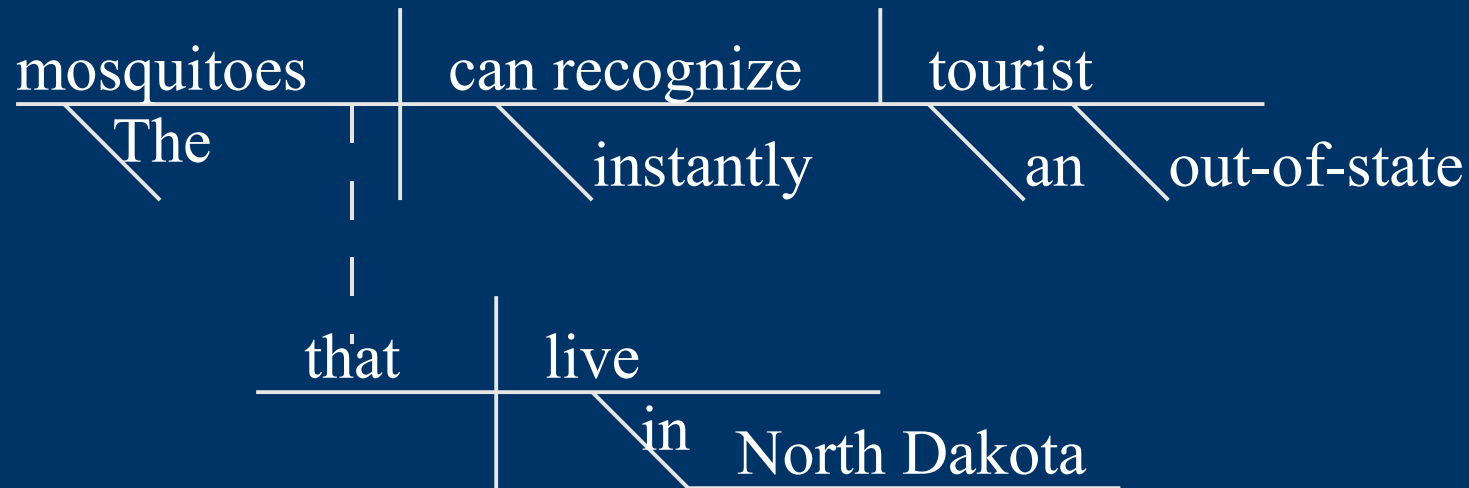 mosquitoes can recognize tourist
The instantly an out-of-state
that live
in North Dakota